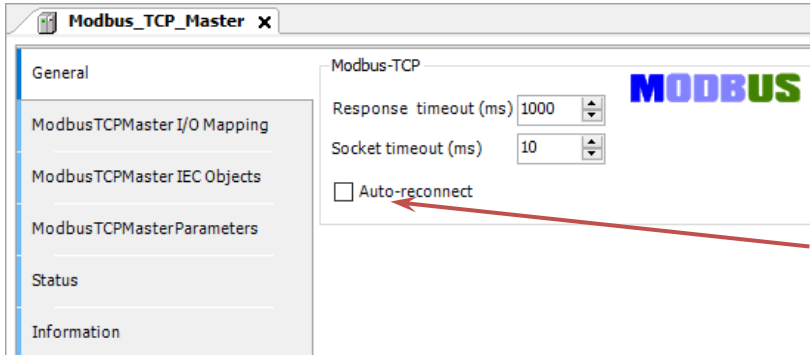 Modbus_TCP_Master X
General
ModbusTCPMaster I/O Mapping
ModbusTCPMaster IEC Objects
ModbusTCPMasterParameters
Status
Information
Modbus-TCP
MODBUS
Response timeout (ms) 1000
Socket timeout (ms) 10
Auto-reconnect